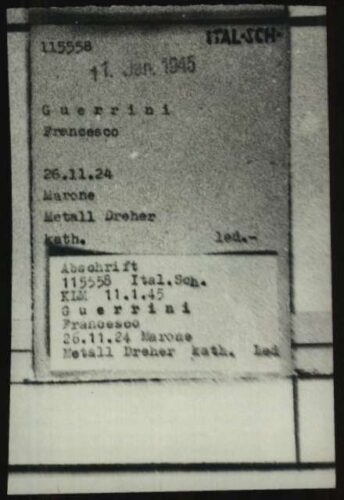 115558 ITAL-SCH-
11. Jan. 1945
Guerrini
Francesco
26.11.24
Marone
Metall Dreher
kath. led.-
Abschrift
115558 Ital.Sch.
KLM 11.1.45
Guerrini
Francesco
26.11.24 Marone
Metall Dreher kath. led